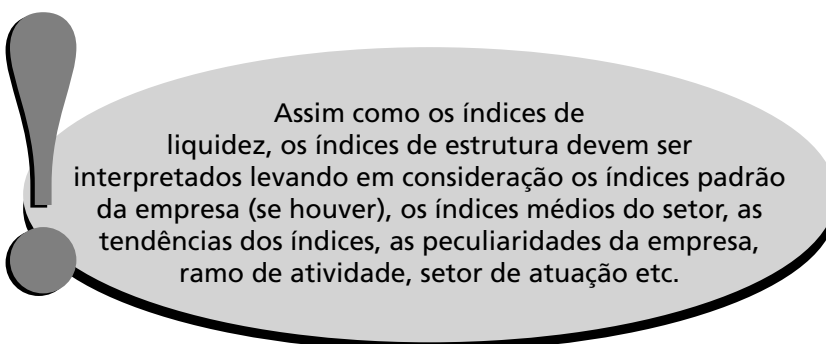 Assim como os índices de
liquidez, os índices de estrutura devem ser
interpretados levando em consideração os índices padrão
da empresa (se houver), os índices médios do setor, as
tendências dos índices, as peculiaridades da empresa,
ramo de atividade, setor de atuação etc.